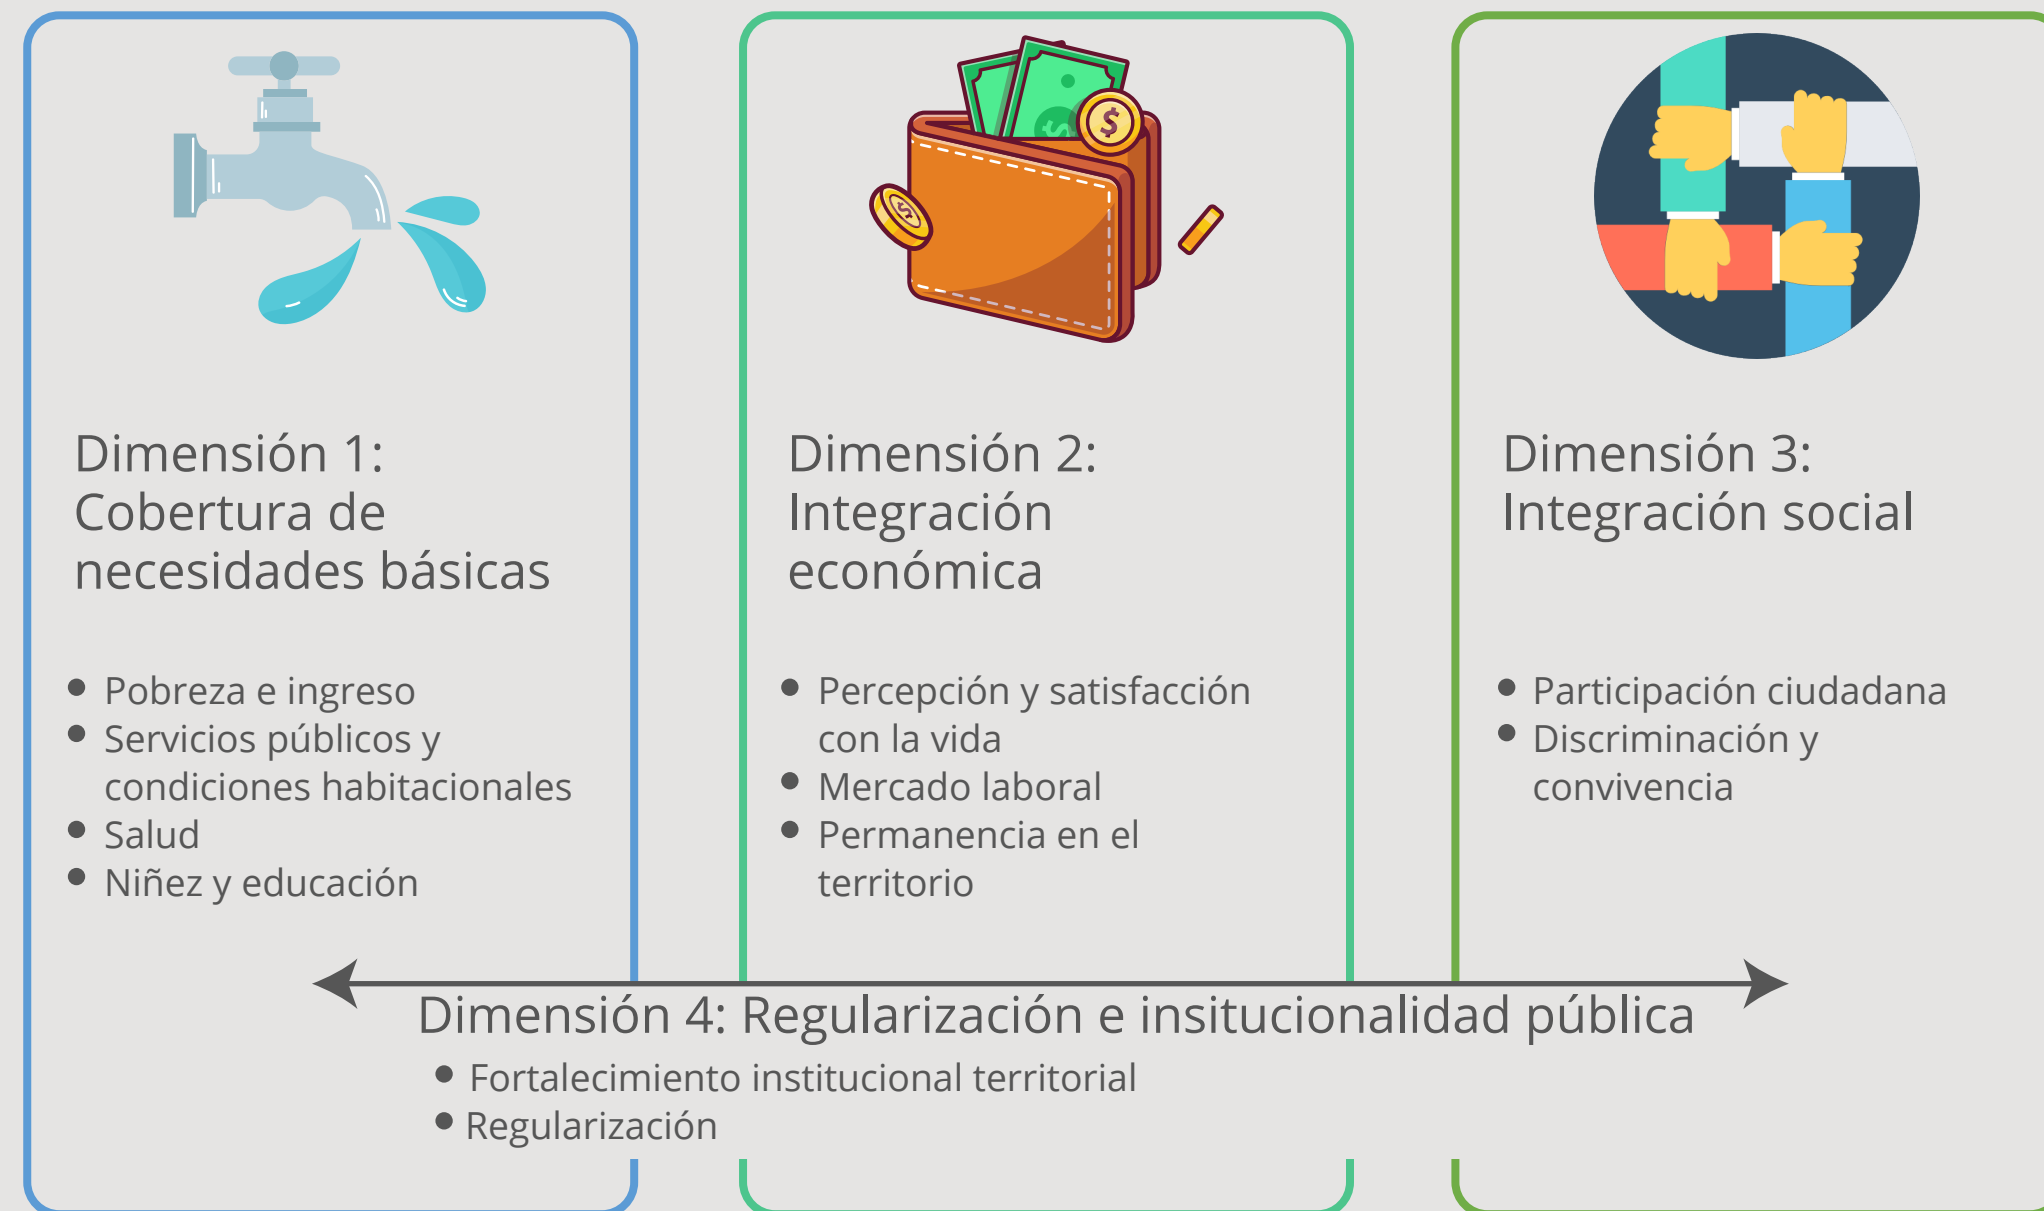 Dimensión 1:
Cobertura de
necesidades básicas
• Pobreza e ingreso
• Servicios públicos y
condiciones habitacionales
• Salud
• Niñez y educación
$
$
$
Dimensión 2:
Integración
económica
• Percepción y satisfacción
con la vida
• Mercado laboral
• Permanencia en el
territorio
Dimensión 3:
Integración social
• Participación ciudadana
• Discriminación y
convivencia
Dimensión 4: Regularización e insitucionalidad pública
• Fortalecimiento institucional territorial
• Regularización